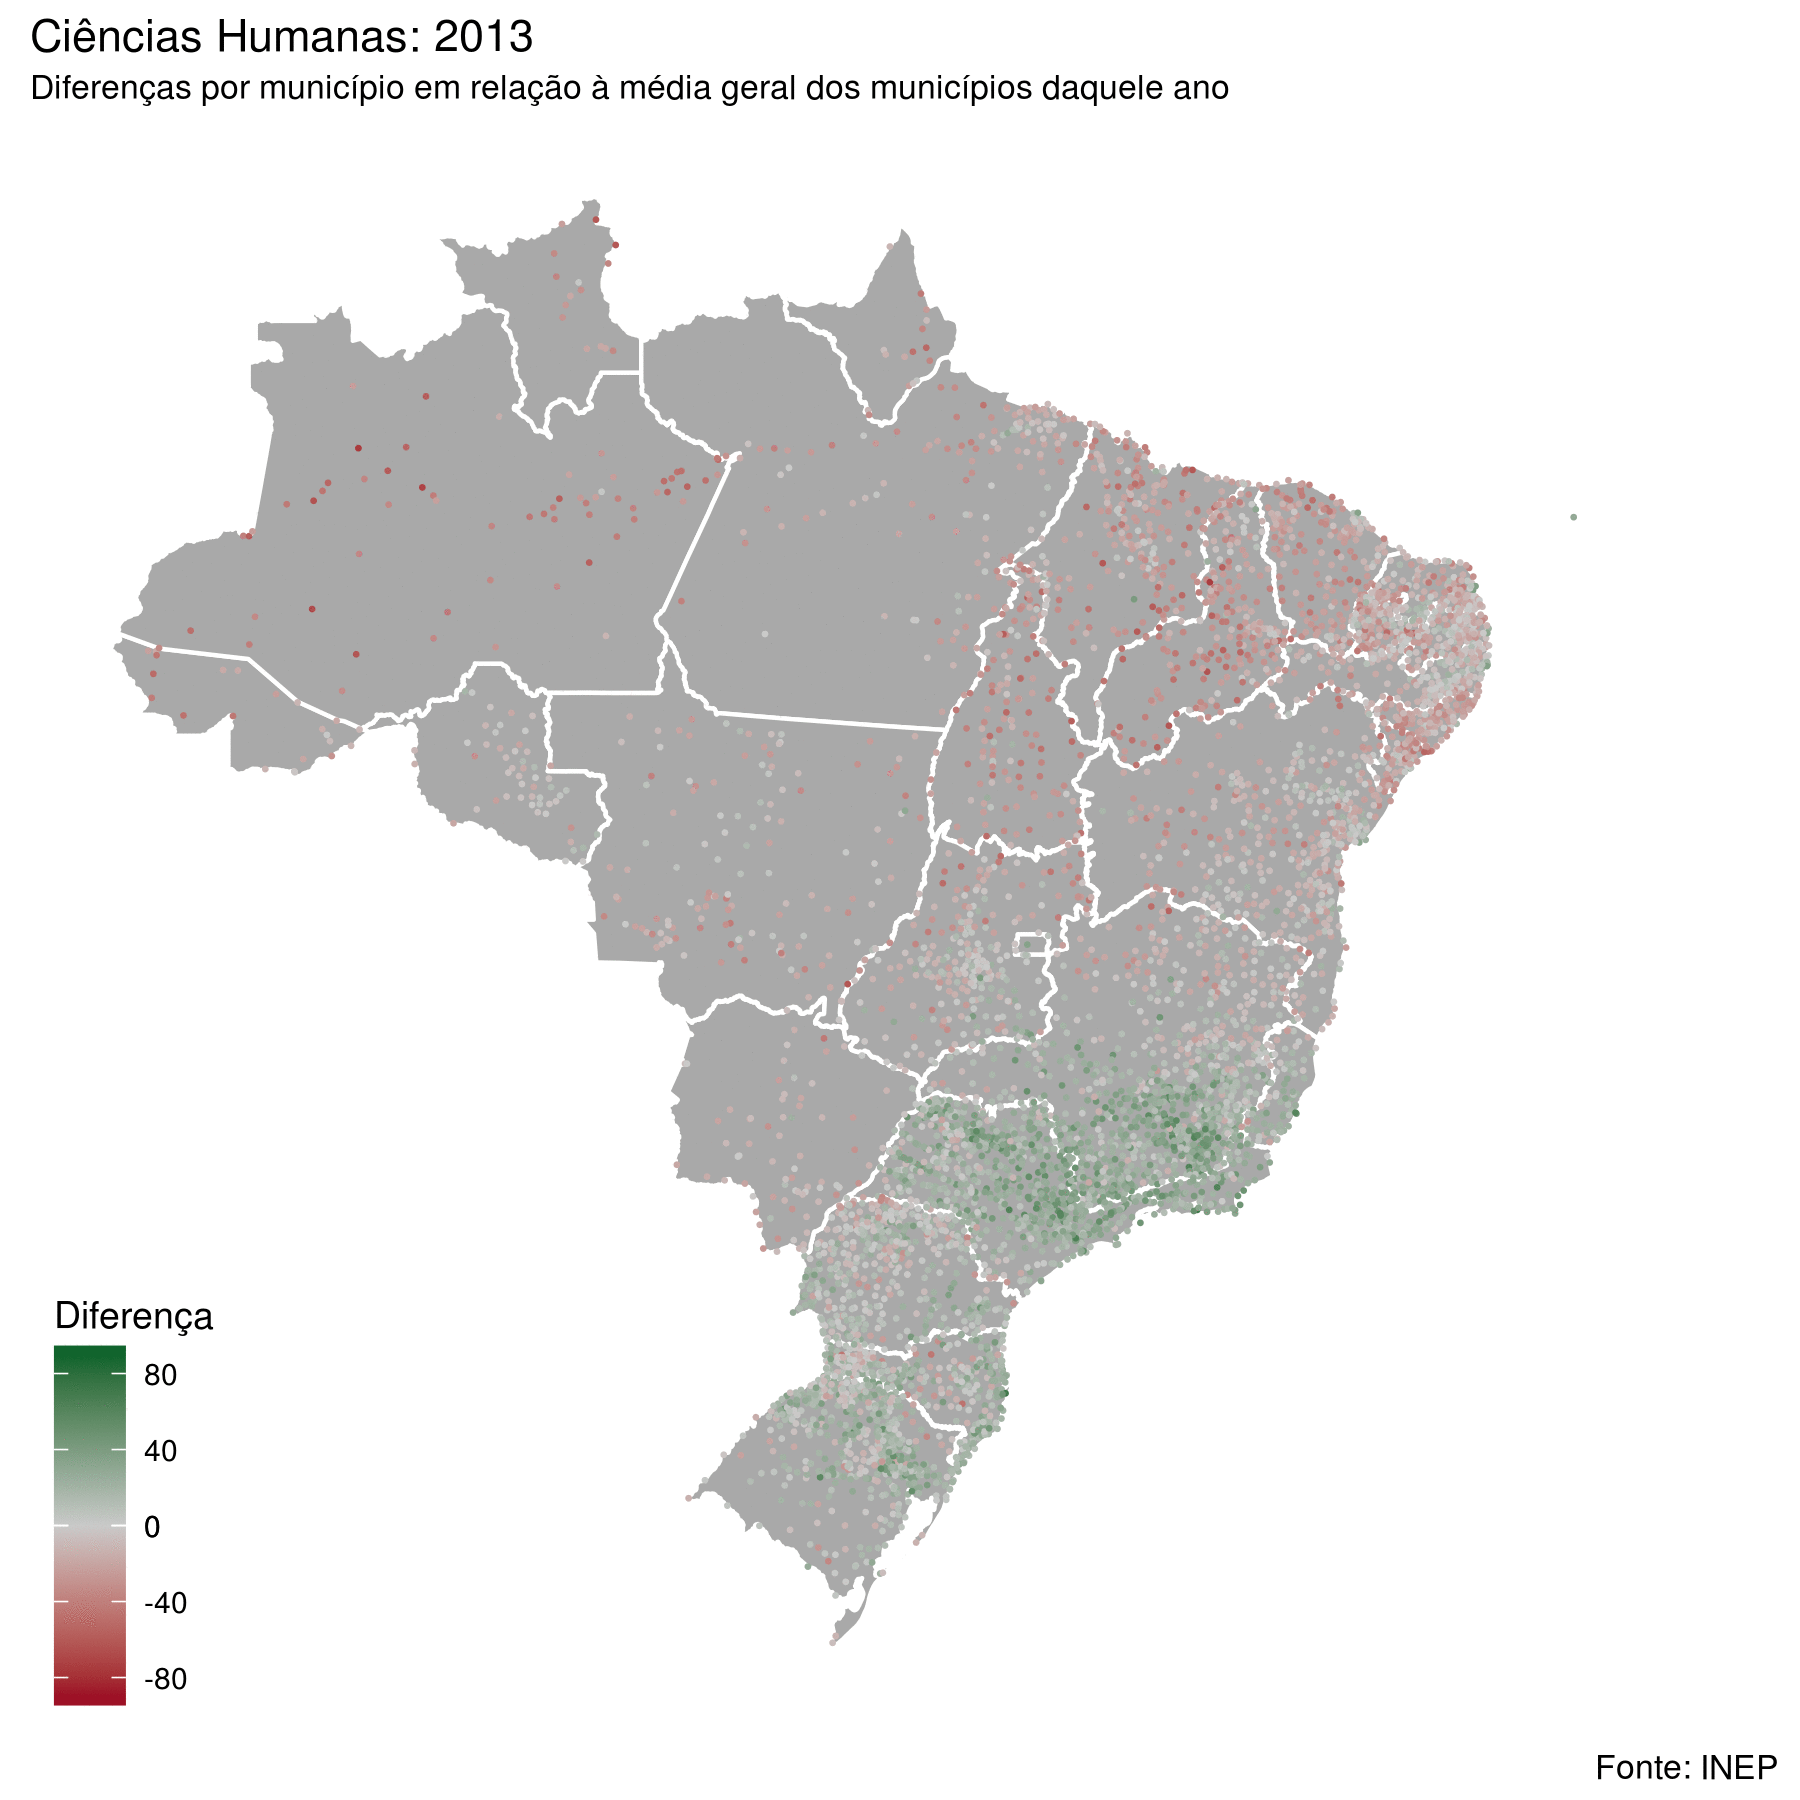 Ciências Humanas: 2013
Diferenças por município em relação à média geral dos municípios daquele ano
Diferença
80
40
0
-40
-80
Fonte: INEP